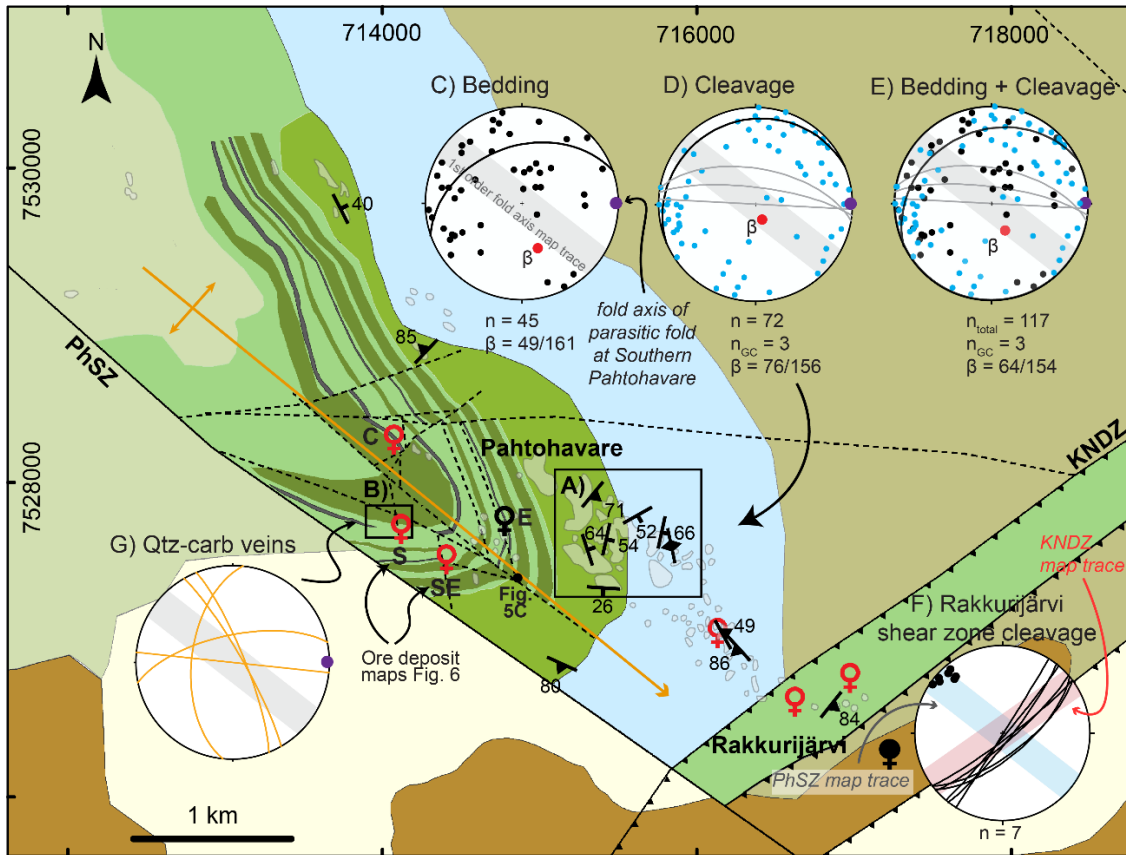 714000
716000
718000
N
7530000
7528000
C) Bedding
D) Cleavage
E) Bedding + Cleavage
1st order fold axis map trace
β
β
β
n = 45
β = 49/161
fold axis of
parasitic fold
at Southern
Pahtohavare
n = 72
nGC = 3
β = 76/156
ntotal = 117
nGC = 3
β = 64/154
40
85
PhSZ
C
Pahtohavare
KNDZ
B)
A)
E
S
SE
71
64
54
52
66
26
Fig.
5C
G) Qtz-carb veins
Ore deposit
maps Fig. 6
80
49
86
84
KNDZ
map trace
F) Rakkurijärvi
shear zone cleavage
Rakkurijärvi
PhSZ map trace
n = 7
1 km